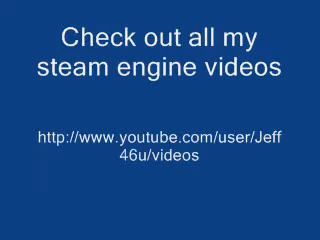 Check out all my
steam engine videos
http://www.youtube.com/user/Jeff
46u/videos